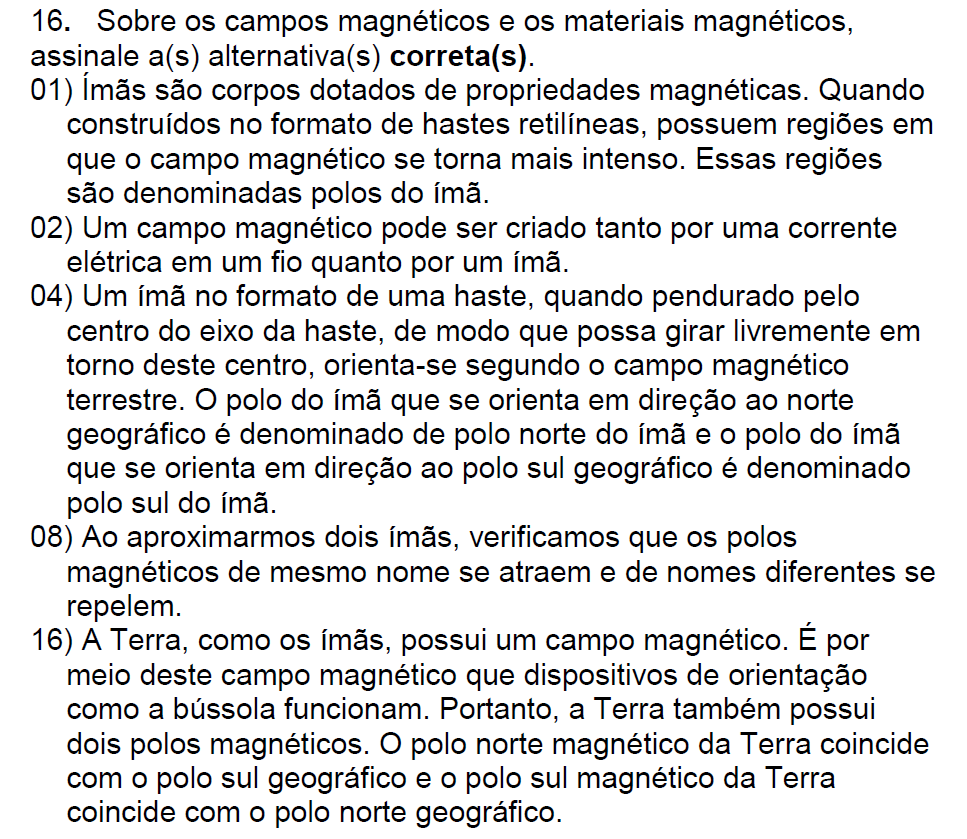 16. Sobre os campos magnéticos e os materiais magnéticos,
assinale a(s) alternativa(s) correta(s).
01) Ímãs são corpos dotados de propriedades magnéticas. Quando
construídos no formato de hastes retilíneas, possuem regiões em
que o campo magnético se torna mais intenso. Essas regiões
são denominadas polos do ímã.
02) Um campo magnético pode ser criado tanto por uma corrente
elétrica em um fio quanto por um ímã.
04) Um ímã no formato de uma haste, quando pendurado pelo
centro do eixo da haste, de modo que possa girar livremente em
torno deste centro, orienta-se segundo o campo magnético
terrestre. O polo do ímã que se orienta em direção ao norte
geográfico é denominado de polo norte do ímã e o polo do ímã
que se orienta em direção ao polo sul geográfico é denominado
polo sul do ímã.
08) Ao aproximarmos dois ímãs, verificamos que os polos
magnéticos de mesmo nome se atraem e de nomes diferentes se
repelem.
16) A Terra, como os ímãs, possui um campo magnético. É por
meio deste campo magnético que dispositivos de orientação
como a bússola funcionam. Portanto, a Terra também possui
dois polos magnéticos. O polo norte magnético da Terra coincide
com o polo sul geográfico e o polo sul magnético da Terra
coincide com o polo norte geográfico.